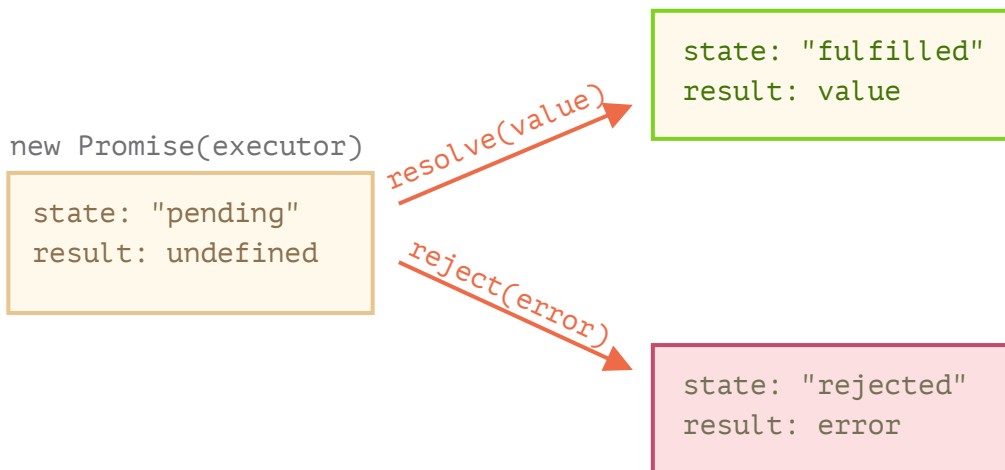 new Promise(executor)
state: "pending"
result: undefined
resolve(value)
reject(error)
state: "fulfilled"
result: value
state: "rejected"
result: error